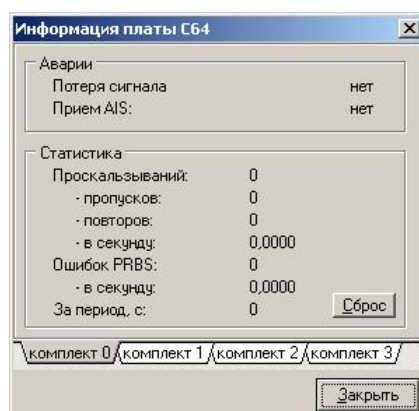 Информация платы C64
Аварии
Потеря сигнала нет
Прием AIS: нет
Статистика
Проскальзываний: 0
- пропусков: 0
- повторов: 0
- в секунду: 0,0000
Ошибок PRBS: 0
- в секунду: 0,0000
За период, с: 0 Сброс
комплект 0 комплект 1 комплект 2 комплект 3
Закрыть